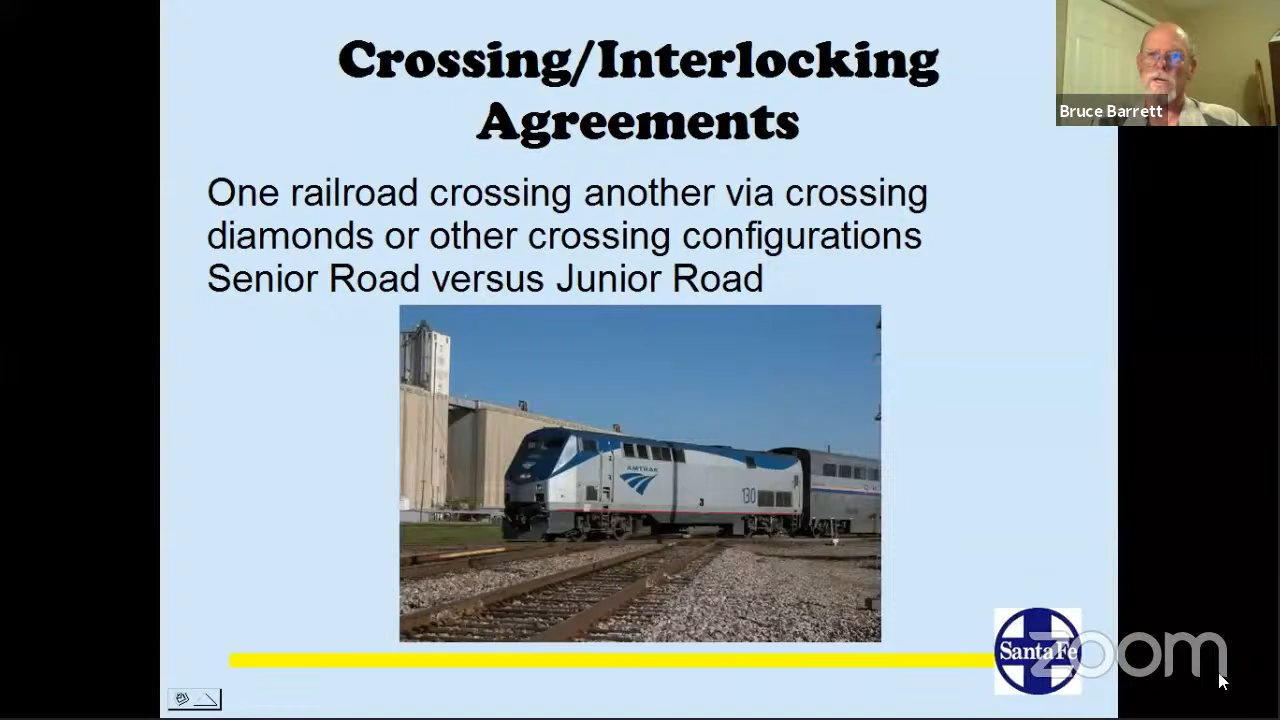 Crossing/Interlocking
Agreements
Bruce Barrett
One railroad crossing another via crossing
diamonds or other crossing configurations
Senior Road versus Junior Road
AMTRAK
130
Santa Fe
zoom